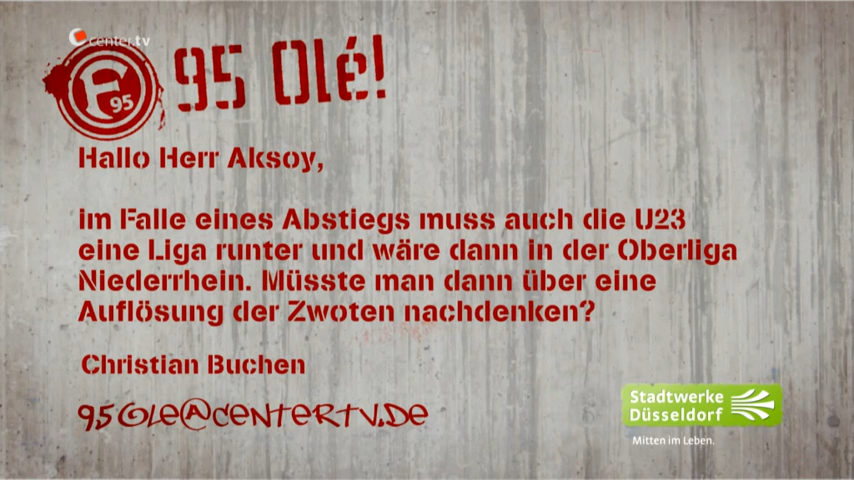 center.tv
F
95
95 Olé!
Hallo Herr Aksoy,
im Falle eines Abstiegs muss auch die U23
eine Liga runter und wäre dann in der Oberliga
Niederrhein. Müsste man dann über eine
Auflösung der Zwoten nachdenken?
Christian Buchen
95OLE@CENTERTV.DE
Stadtwerke
Düsseldorf
Mitten im Leben.